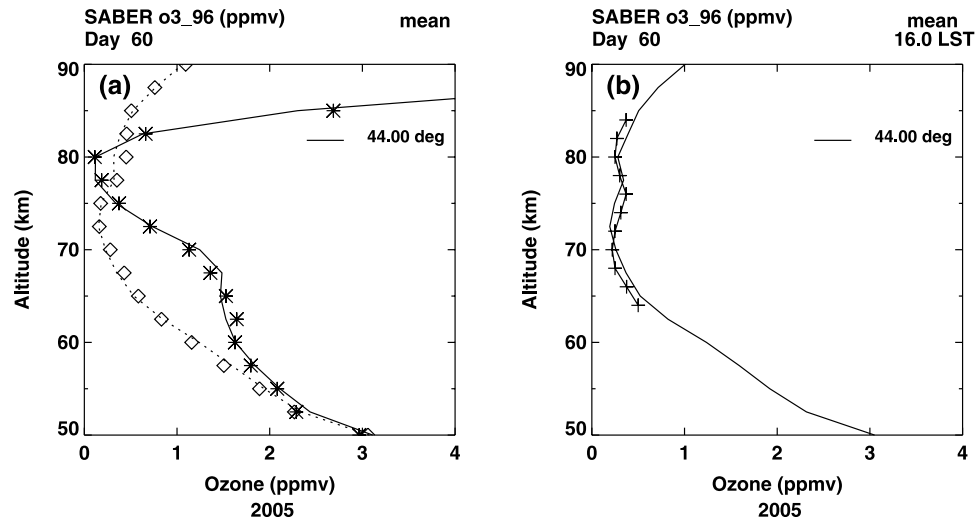 SABER o3_96 (ppmv) mean
Day 60
(a)
44.00 deg
90
80
70
60
50
Altitude (km)
0 1 2 3 4
Ozone (ppmv)
2005
SABER o3_96 (ppmv) mean
Day 60 16.0 LST
(b)
44.00 deg
90
80
70
60
50
Altitude (km)
0 1 2 3 4
Ozone (ppmv)
2005